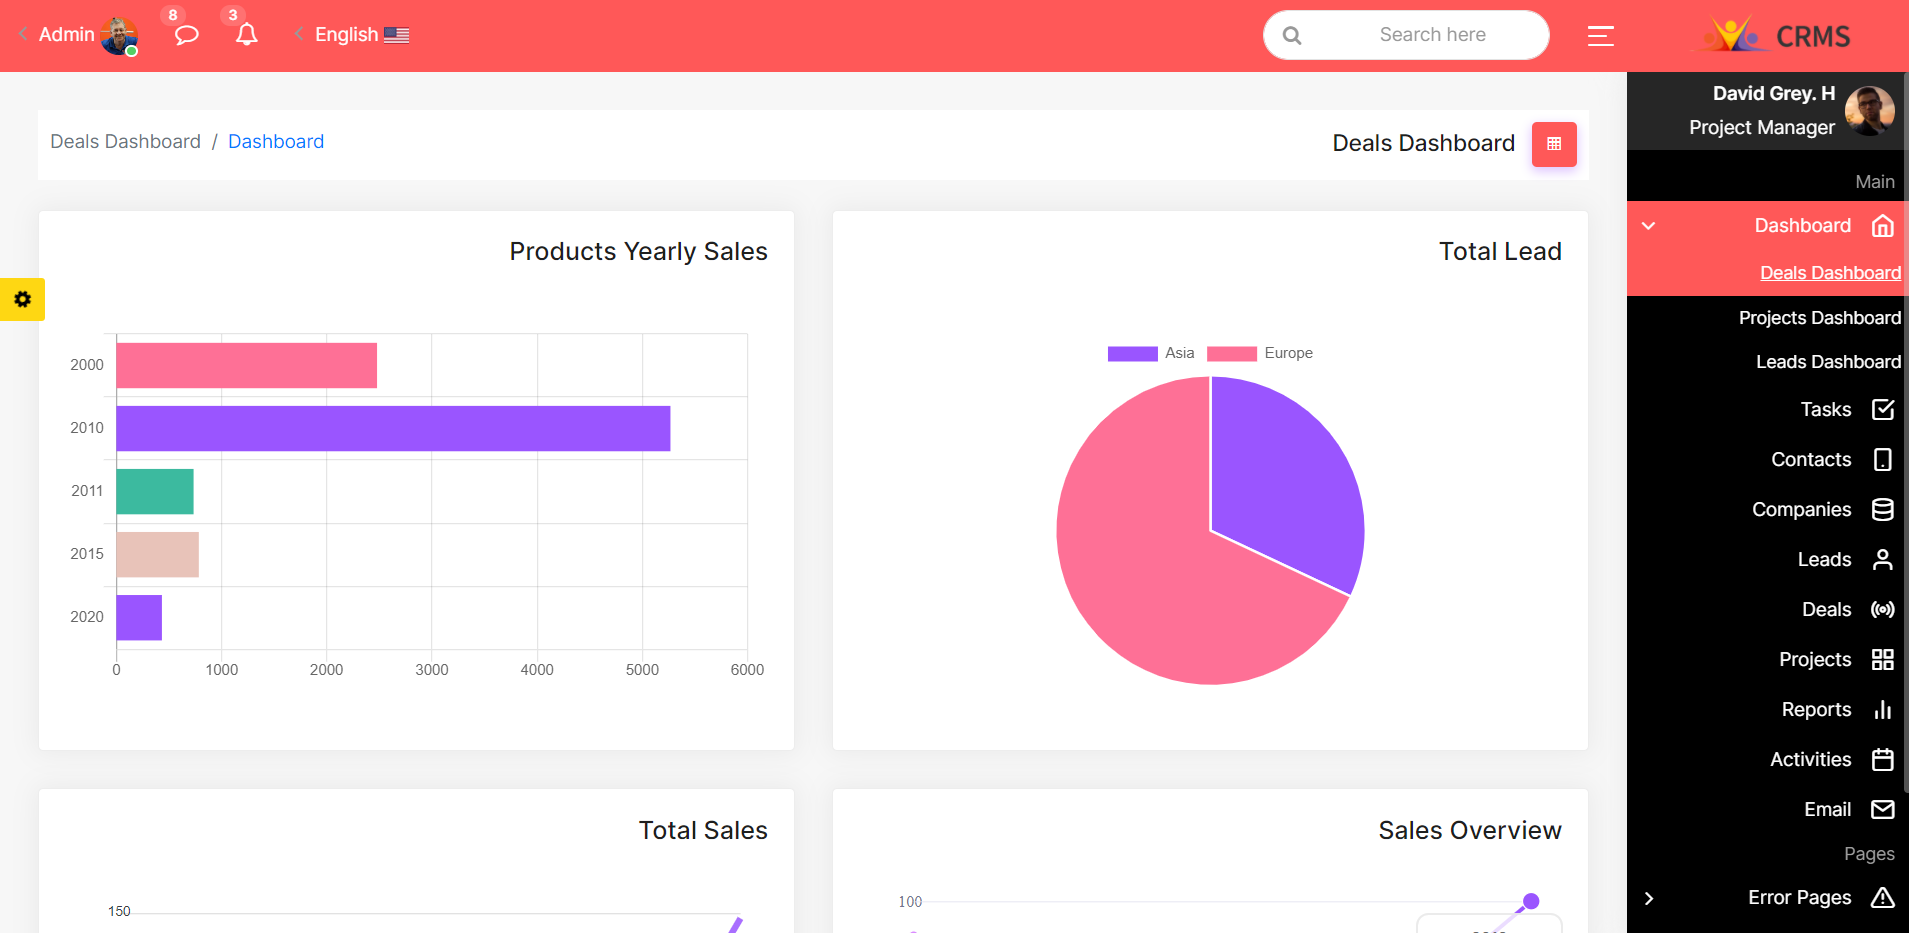 Admin
8
3
English
Search here
CRMS
David Grey. H
Project Manager
Main
Dashboard
Deals Dashboard
Projects Dashboard
Leads Dashboard
Tasks
Contacts
Companies
Leads
Deals
Projects
Reports
Activities
Email
Pages
Error Pages
Deals Dashboard / Dashboard
Deals Dashboard
Products Yearly Sales
2000
2010
2011
2015
2020
0 1000 2000 3000 4000 5000 6000
Total Lead
Asia Europe
Total Sales
150
Sales Overview
100